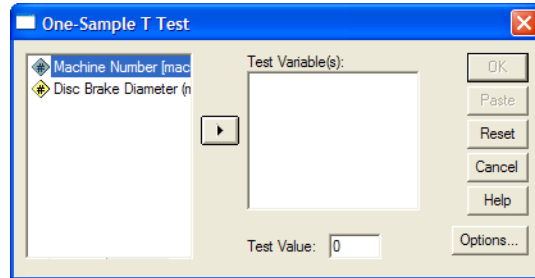 One-Sample T Test
# Machine Number [mac
# Disc Brake Diameter (n
Test Variable(s):
Test Value: 0
OK
Paste
Reset
Cancel
Help
Options...